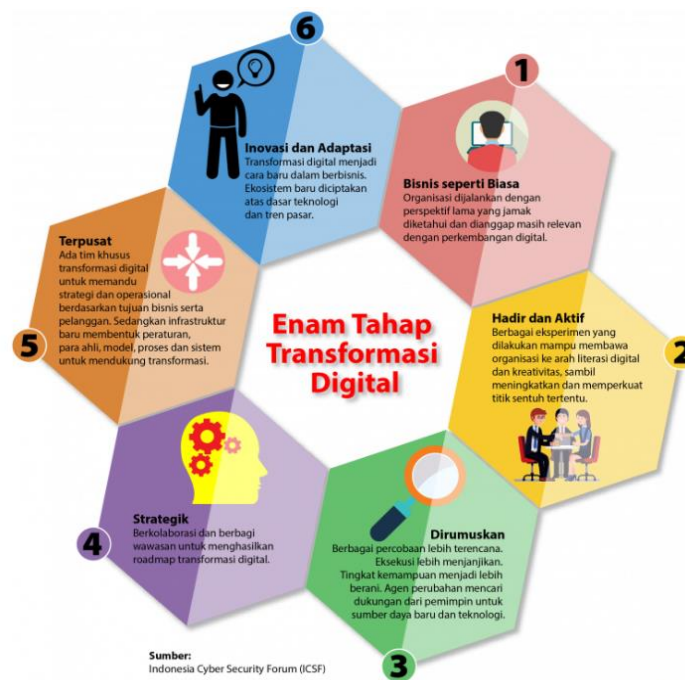 Enam Tahap
Transformasi
Digital
1
Bisnis seperti Biasa
Organisasi dijalankan dengan
perspektif lama yang jamak
diketahui dan dianggap masih relevan
dengan perkembangan digital.
2
Hadir dan Aktif
Berbagai eksperimen yang
dilakukan mampu membawa
organisasi ke arah literasi digital
dan kreativitas, sambil
meningkatkan dan memperkuat
titik sentuh tertentu.
3
Dirumuskan
Berbagai percobaan lebih terencana.
Eksekusi lebih menjanjikan.
Tingkat kemampuan menjadi lebih
berani. Agen perubahan mencari
dukungan dari pemimpin untuk
sumber daya baru dan teknologi.
4
Strategik
Berkolaborasi dan berbagi
wawasan untuk menghasilkan
roadmap transformasi digital.
5
Terpusat
Ada tim khusus
transformasi digital
untuk memandu
strategi dan operasional
berdasarkan tujuan bisnis serta
pelanggan. Sedangkan infrastruktur
baru membentuk peraturan,
para ahli, model, proses dan sistem
untuk mendukung transformasi.
6
Inovasi dan Adaptasi
Transformasi digital menjadi
cara baru dalam berbisnis.
Ekosistem baru diciptakan
atas dasar teknologi
dan tren pasar.
Sumber:
Indonesia Cyber Security Forum (ICSF)